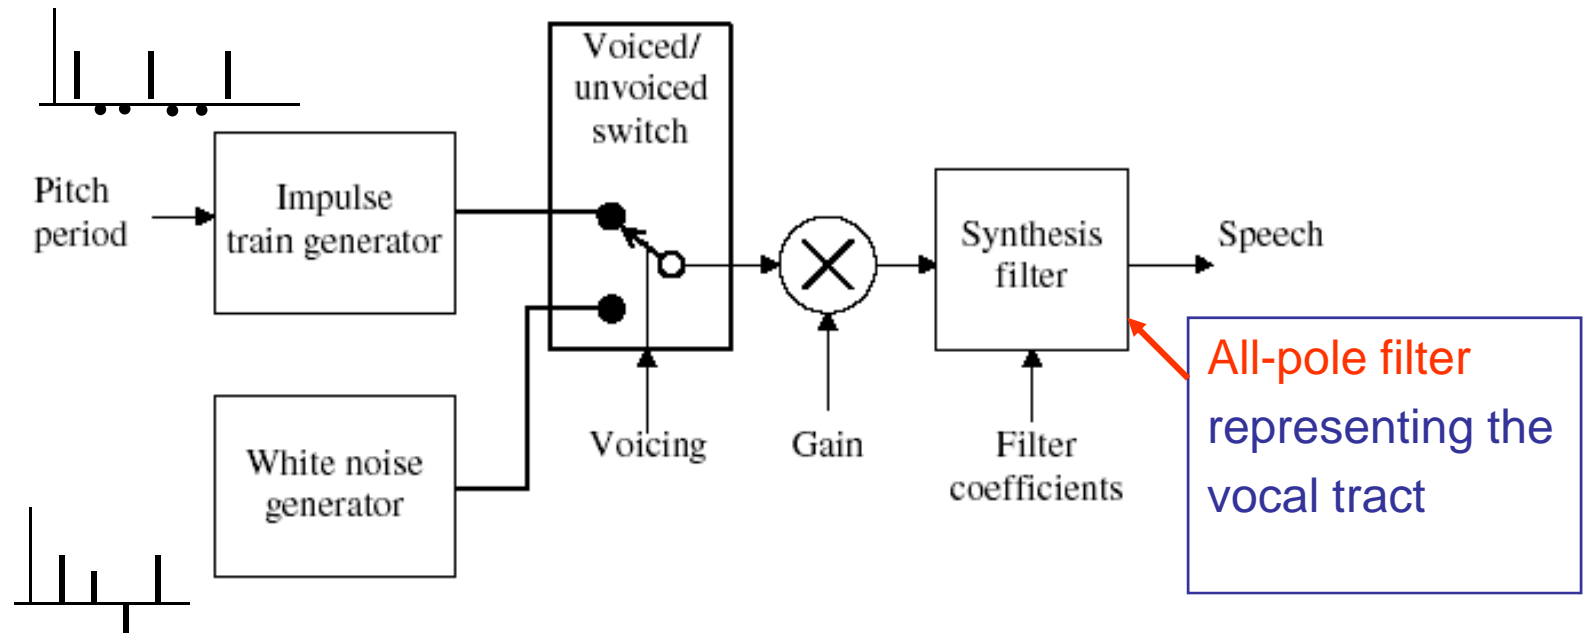 Voiced/
unvoiced
switch
Pitch
period
Impulse
train generator
Synthesis
filter
Speech
All-pole filter
representing the
vocal tract
White noise
generator
Voicing
Gain
Filter
coefficients